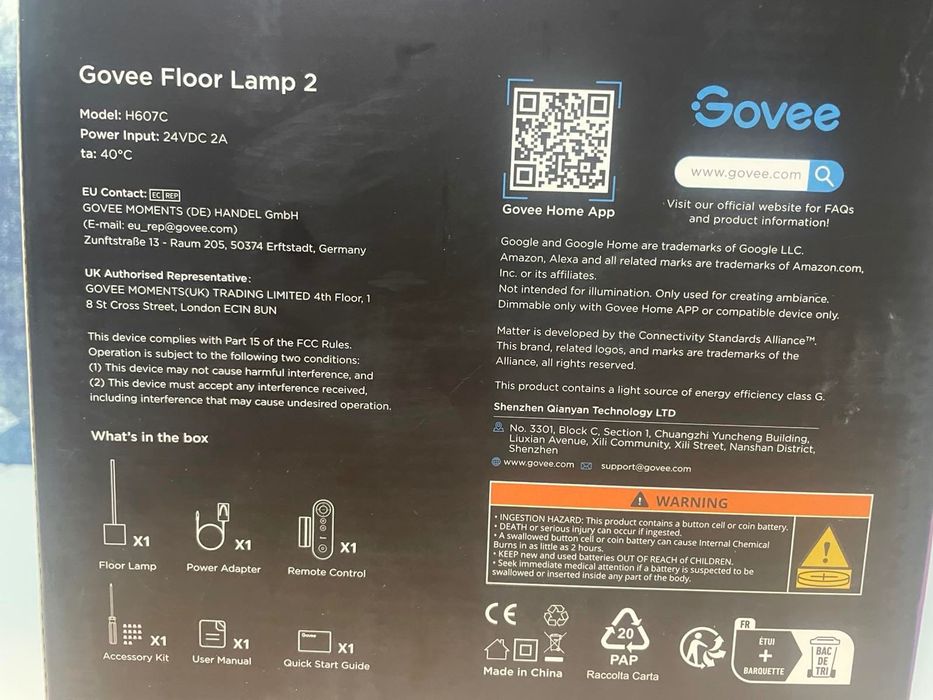 Govee Floor Lamp 2
Model: H607C
Power Input: 24VDC 2A
ta: 40°C
EU Contact: EC REP
GOVEE MOMENTS (DE) HANDEL GmbH
(E-mail: eu_rep@govee.com)
Zunftstraße 13 - Raum 205, 50374 Erftstadt, Germany
UK Authorised Representative:
GOVEE MOMENTS(UK) TRADING LIMITED 4th Floor, 1
8 St Cross Street, London EC1N 8UN
This device complies with Part 15 of the FCC Rules.
Operation is subject to the following two conditions:
(1) This device may not cause harmful interference, and
(2) This device must accept any interference received,
including interference that may cause undesired operation.
What's in the box
X1
Floor Lamp
X1
Power Adapter
X1
Remote Control
X1
Accessory Kit
X1
User Manual
Govee
X1
Quick Start Guide
Govee Home App
Govee
www.govee.com
Visit our official website for FAQs
and product information!
Google and Google Home are trademarks of Google LLC.
Amazon, Alexa and all related marks are trademarks of Amazon.com,
Inc. or its affiliates.
Not intended for illumination. Only used for creating ambiance.
Dimmable only with Govee Home APP or compatible device only.
Matter is developed by the Connectivity Standards Alliance™.
This brand, related logos, and marks are trademarks of the
Alliance, all rights reserved.
This product contains a light source of energy efficiency class G.
Shenzhen Qianyan Technology LTD
No. 3301, Block C, Section 1, Chuangzhi Yuncheng Building,
Liuxian Avenue, Xili Community, Xili Street, Nanshan District,
Shenzhen
www.govee.com support@govee.com
WARNING
• INGESTION HAZARD: This product contains a button cell or coin battery.
• DEATH or serious injury can occur if ingested.
• A swallowed button cell or coin battery can cause Internal Chemical
Burns in as little as 2 hours.
• KEEP new and used batteries OUT OF REACH of CHILDREN.
• Seek immediate medical attention if a battery is suspected to be
swallowed or inserted inside any part of the body.
CE
Made in China
20
PAP
Raccolta Carta
FR
ÉTUI
+
BARQUETTE
BAC
DE
TRI